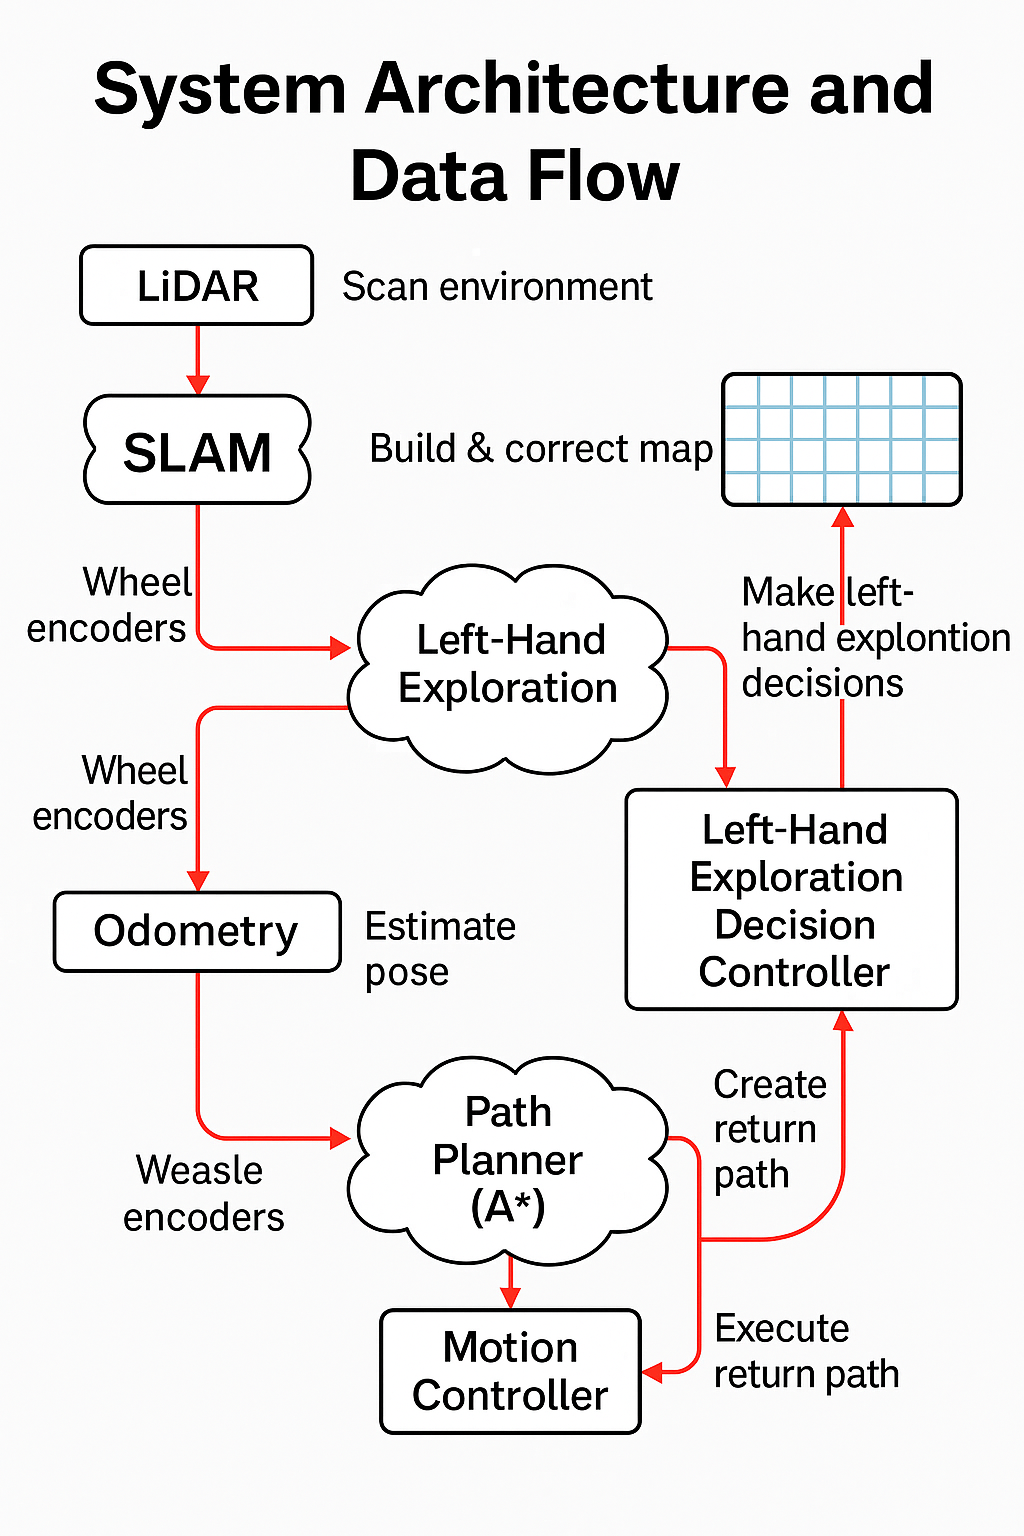 System Architecture and
Data Flow
LiDAR
Scan environment
SLAM
Build & correct map
Wheel
encoders
Left-Hand
Exploration
Make left-
hand explontion
decisions
Wheel
encoders
Left-Hand
Exploration
Decision
Controller
Odometry
Estimate
pose
Path
Planner
(A*)
Create
return
path
Weasle
encoders
Motion
Controller
Execute
return path